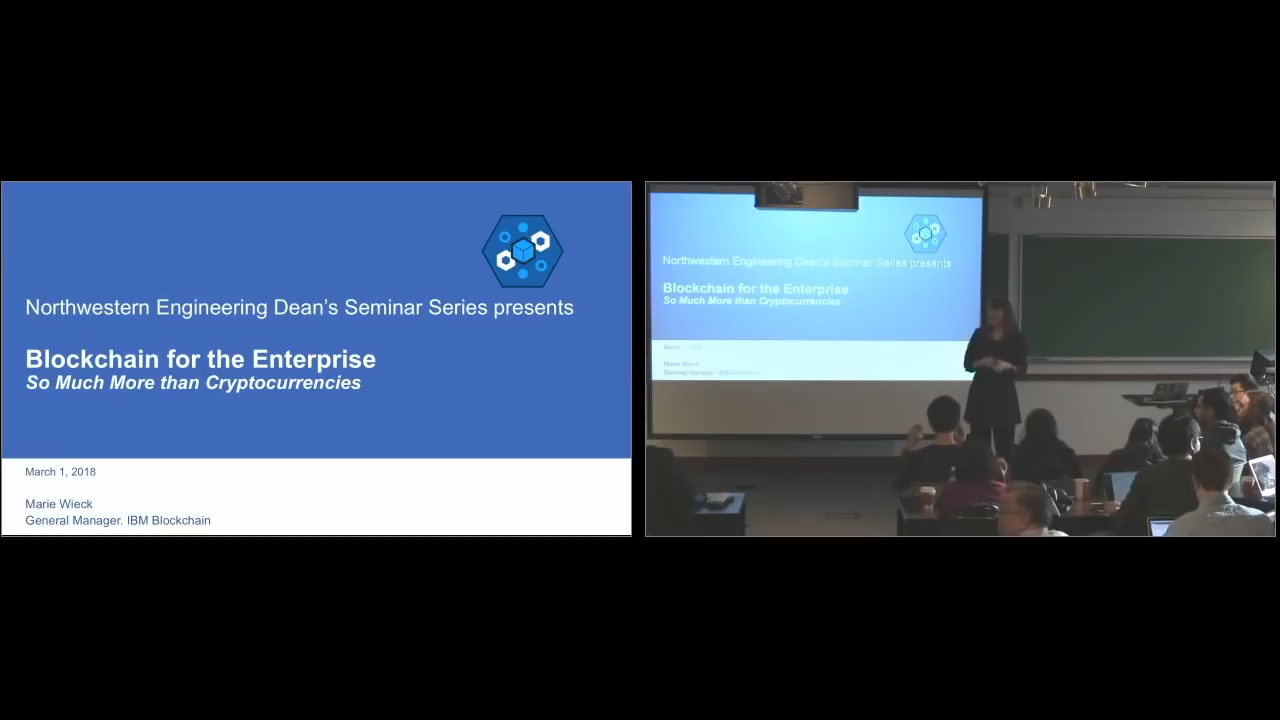 Northwestern Engineering Dean's Seminar Series presents
Blockchain for the Enterprise
So Much More than Cryptocurrencies
March 1, 2018
Marie Wieck
General Manager. IBM Blockchain
Northwestern Engineering Dean's Seminar Series presents
Blockchain for the Enterprise
So Much More than Cryptocurrencies
Marie Wieck